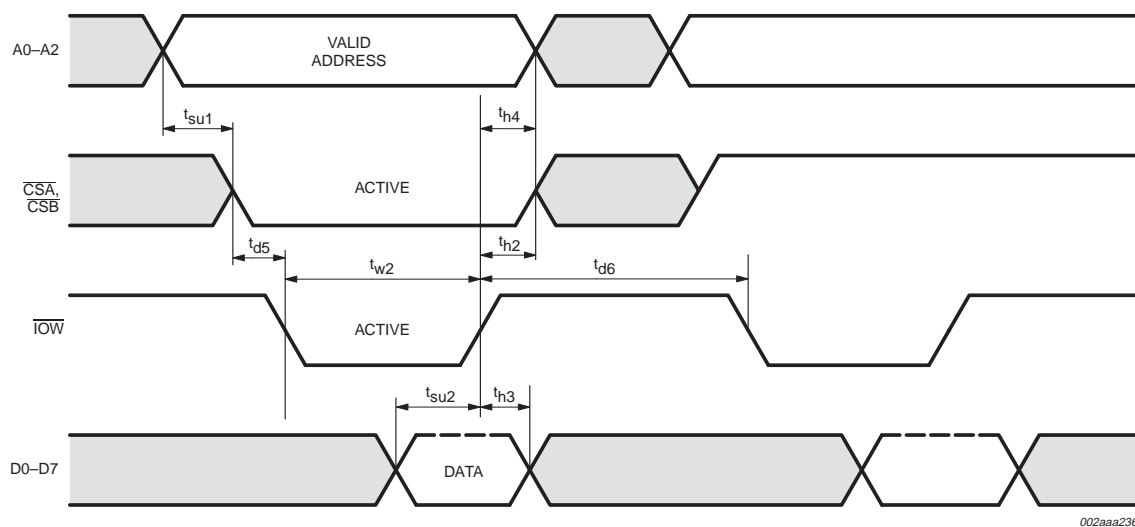 A0–A2
VALID
ADDRESS
tsu1
th4
CSA,
CSB
ACTIVE
td5
th2
tw2
td6
IOW
ACTIVE
tsu2
th3
D0–D7
DATA
002aaa236